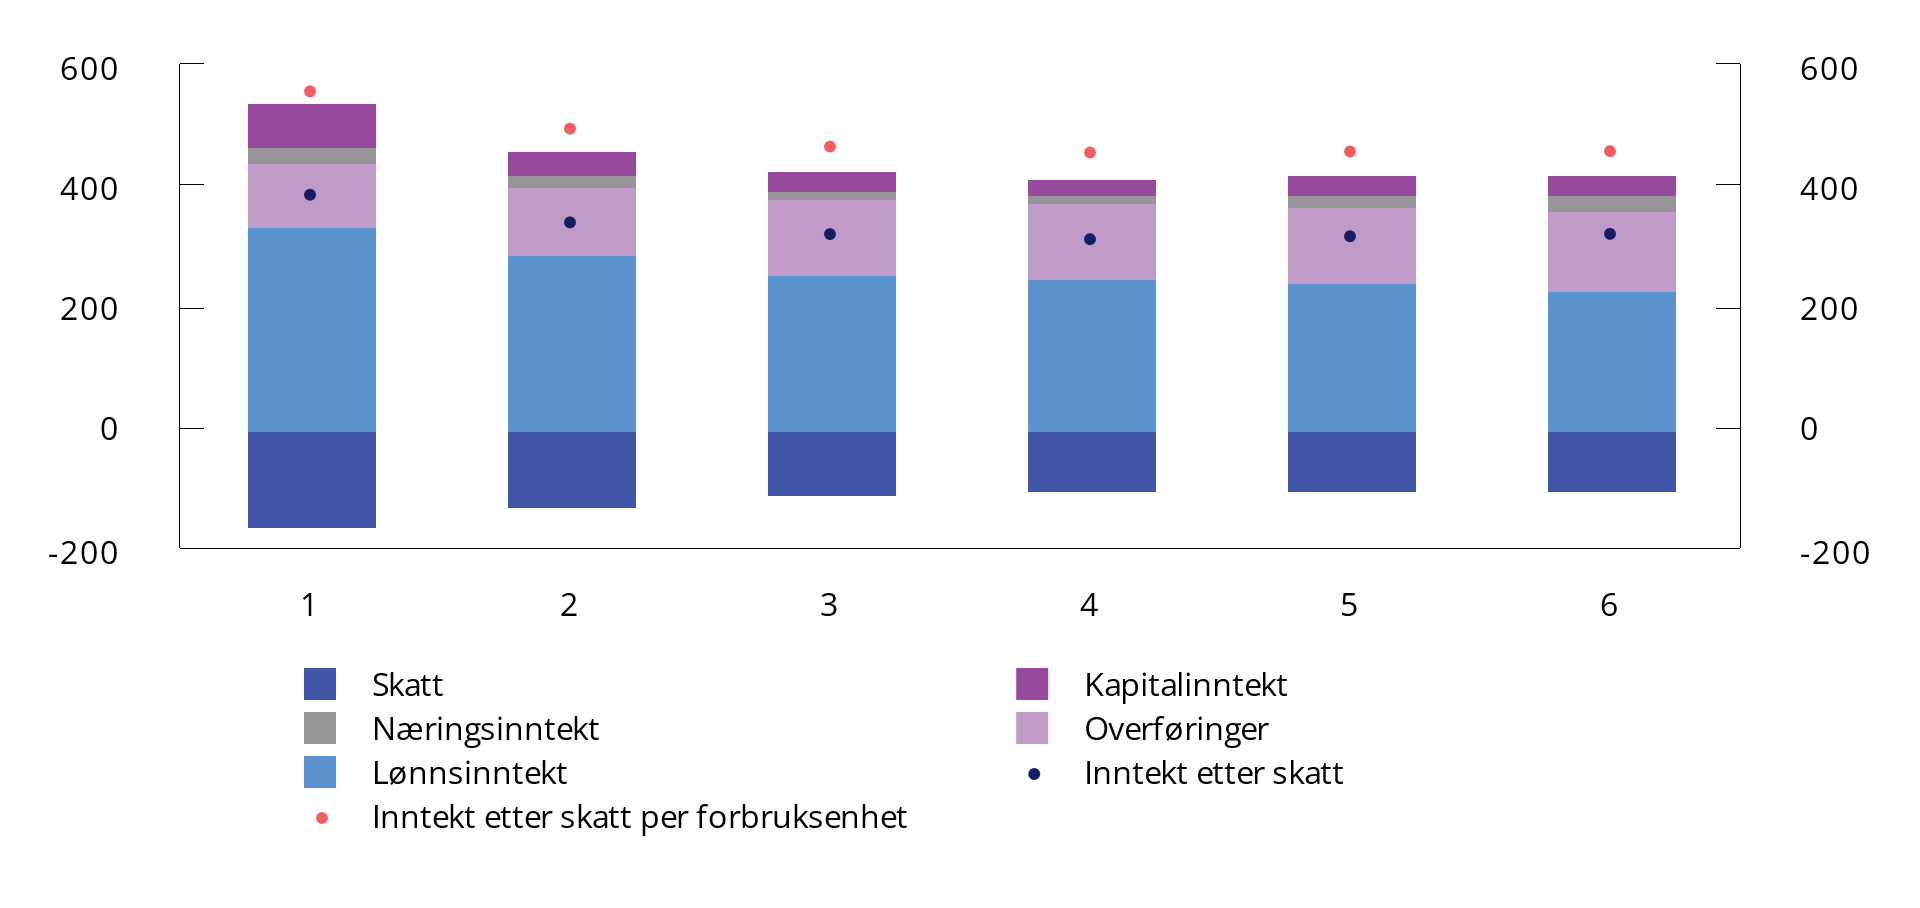 600 600
400 400
200 200
0 0
-200 -200
1 2 3 4 5 6
Skatt Kapitalinntekt
Næringsinntekt Overføringer
Lønnsinntekt Inntekt etter skatt
Inntekt etter skatt per forbruksenhet